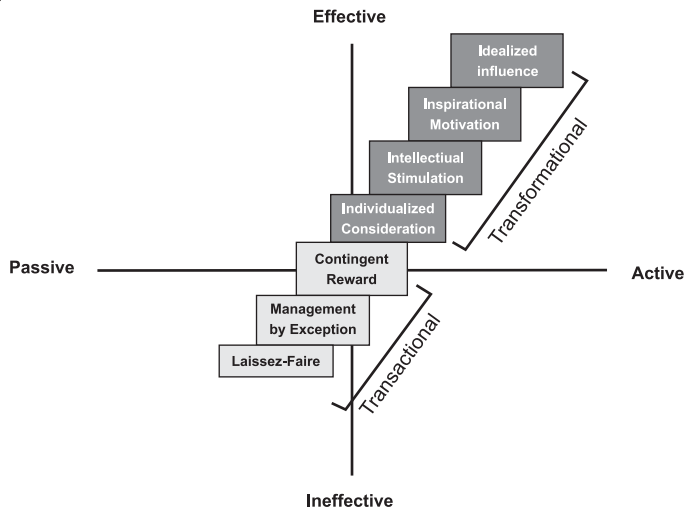 Effective
Idealized
influence
Inspirational
Motivation
Intellectiual
Stimulation
Individualized
Consideration
Transformational
Passive
Contingent
Reward
Active
Management
by Exception
Laissez-Faire
Transactional
Ineffective